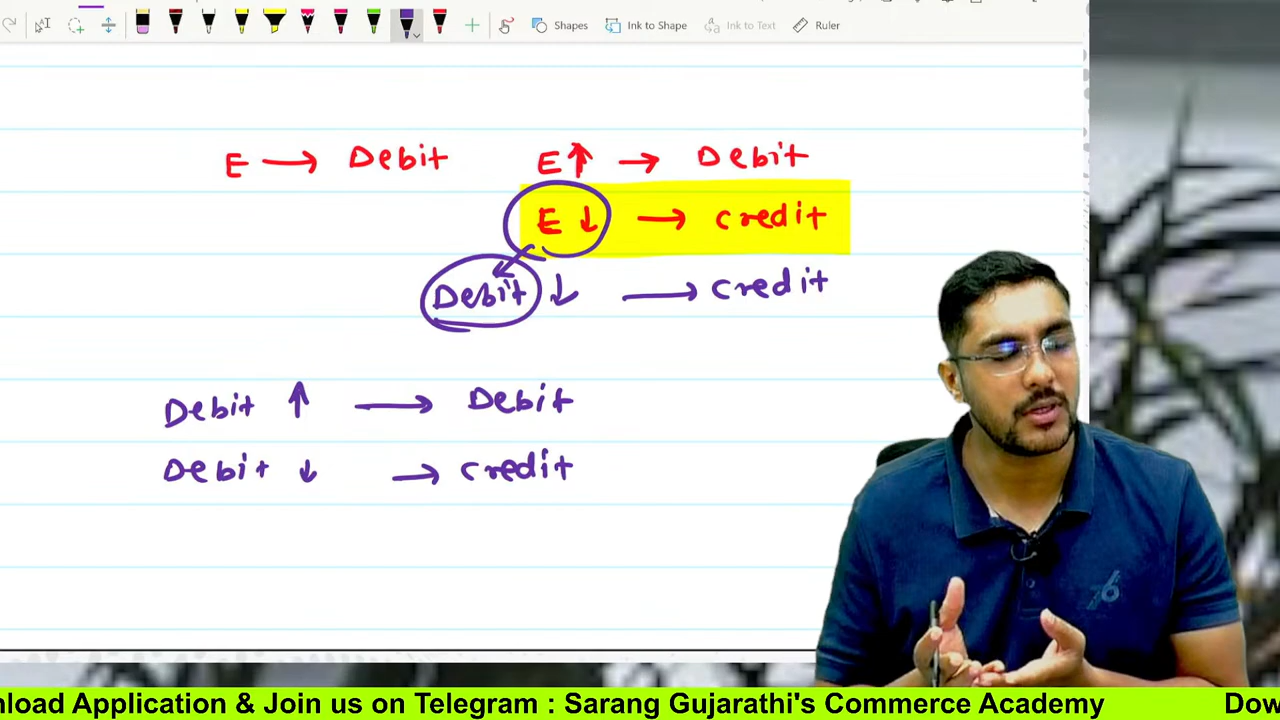 Shapes Ink to Shape Ink to Text Ruler
E → Debit E↑ → Debit
E↓ → credit
Debit ↓ → credit
Debit ↑ → Debit
Debit ↓ → credit
nload Application & Join us on Telegram : Sarang Gujarathi's Commerce Academy Dow